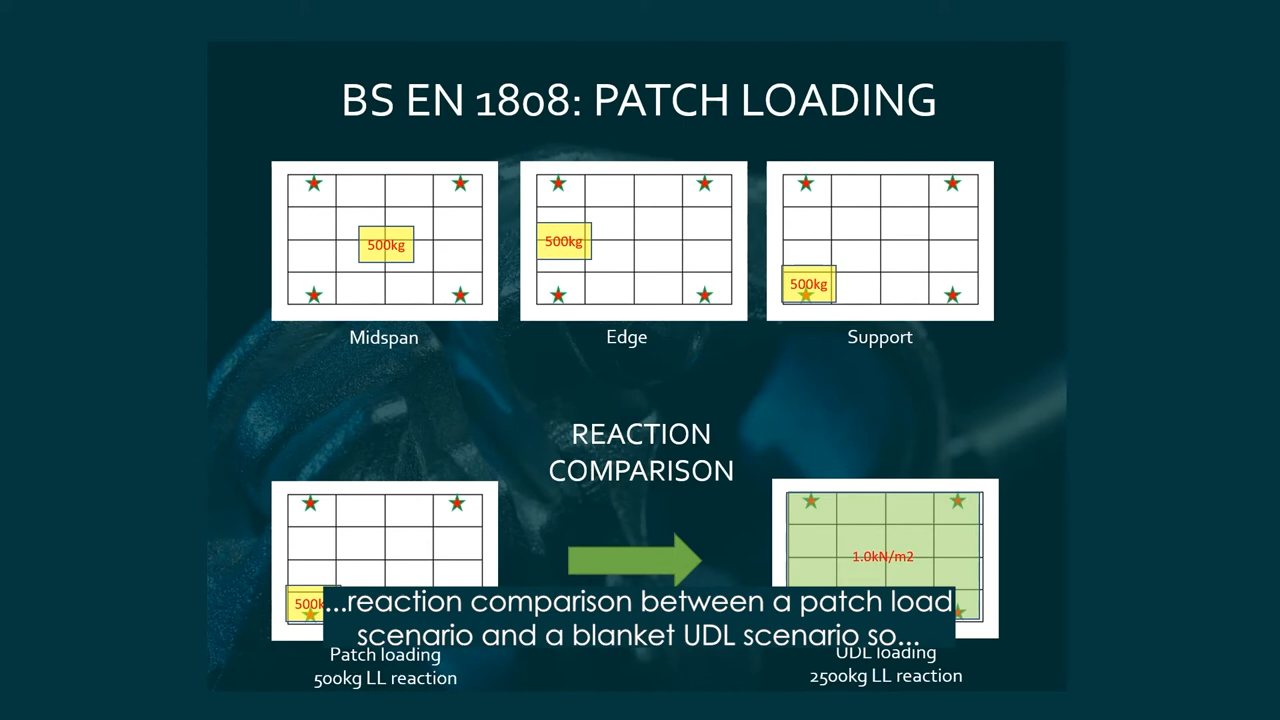 BS EN 1808: PATCH LOADING
500kg
500kg
500kg
Midspan
Edge
Support
REACTION
COMPARISON
1.0kN/m2
500k
...reaction comparison between a patch load
scenario and a blanket UDL scenario so...
Patch loading
500kg LL reaction
UDL loading
2500kg LL reaction